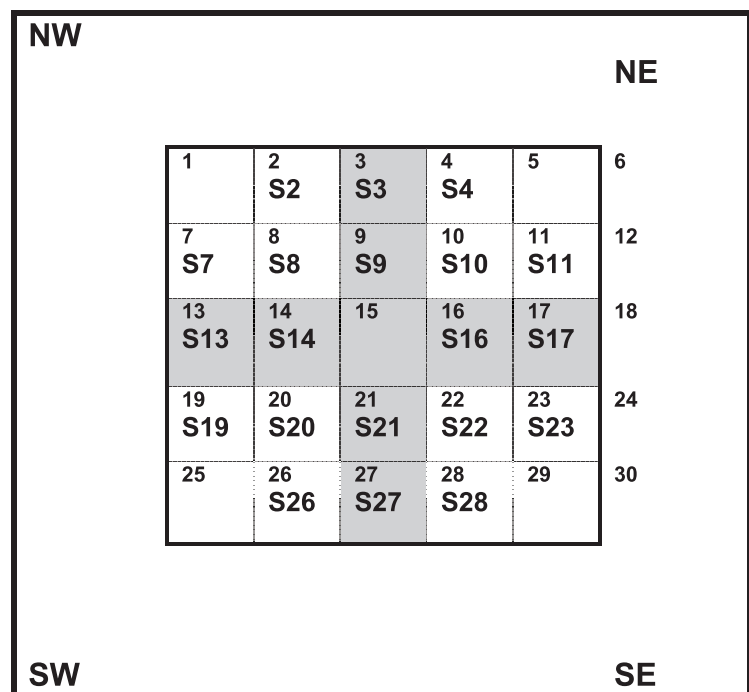 NW
NE
1 2 3 4 5 6
S2 S3 S4
7 8 9 10 11 12
S7 S8 S9 S10 S11
13 14 15 16 17 18
S13 S14 S16 S17
19 20 21 22 23 24
S19 S20 S21 S22 S23
25 26 27 28 29 30
S26 S27 S28
SW SE